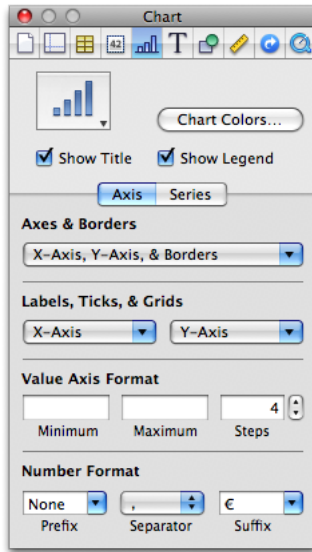 Chart
42
T
Chart Colors...
Show Title Show Legend
Axis Series
Axes & Borders
X-Axis, Y-Axis, & Borders
Labels, Ticks, & Grids
X-Axis Y-Axis
Value Axis Format
4
Minimum Maximum Steps
Number Format
None , €
Prefix Separator Suffix